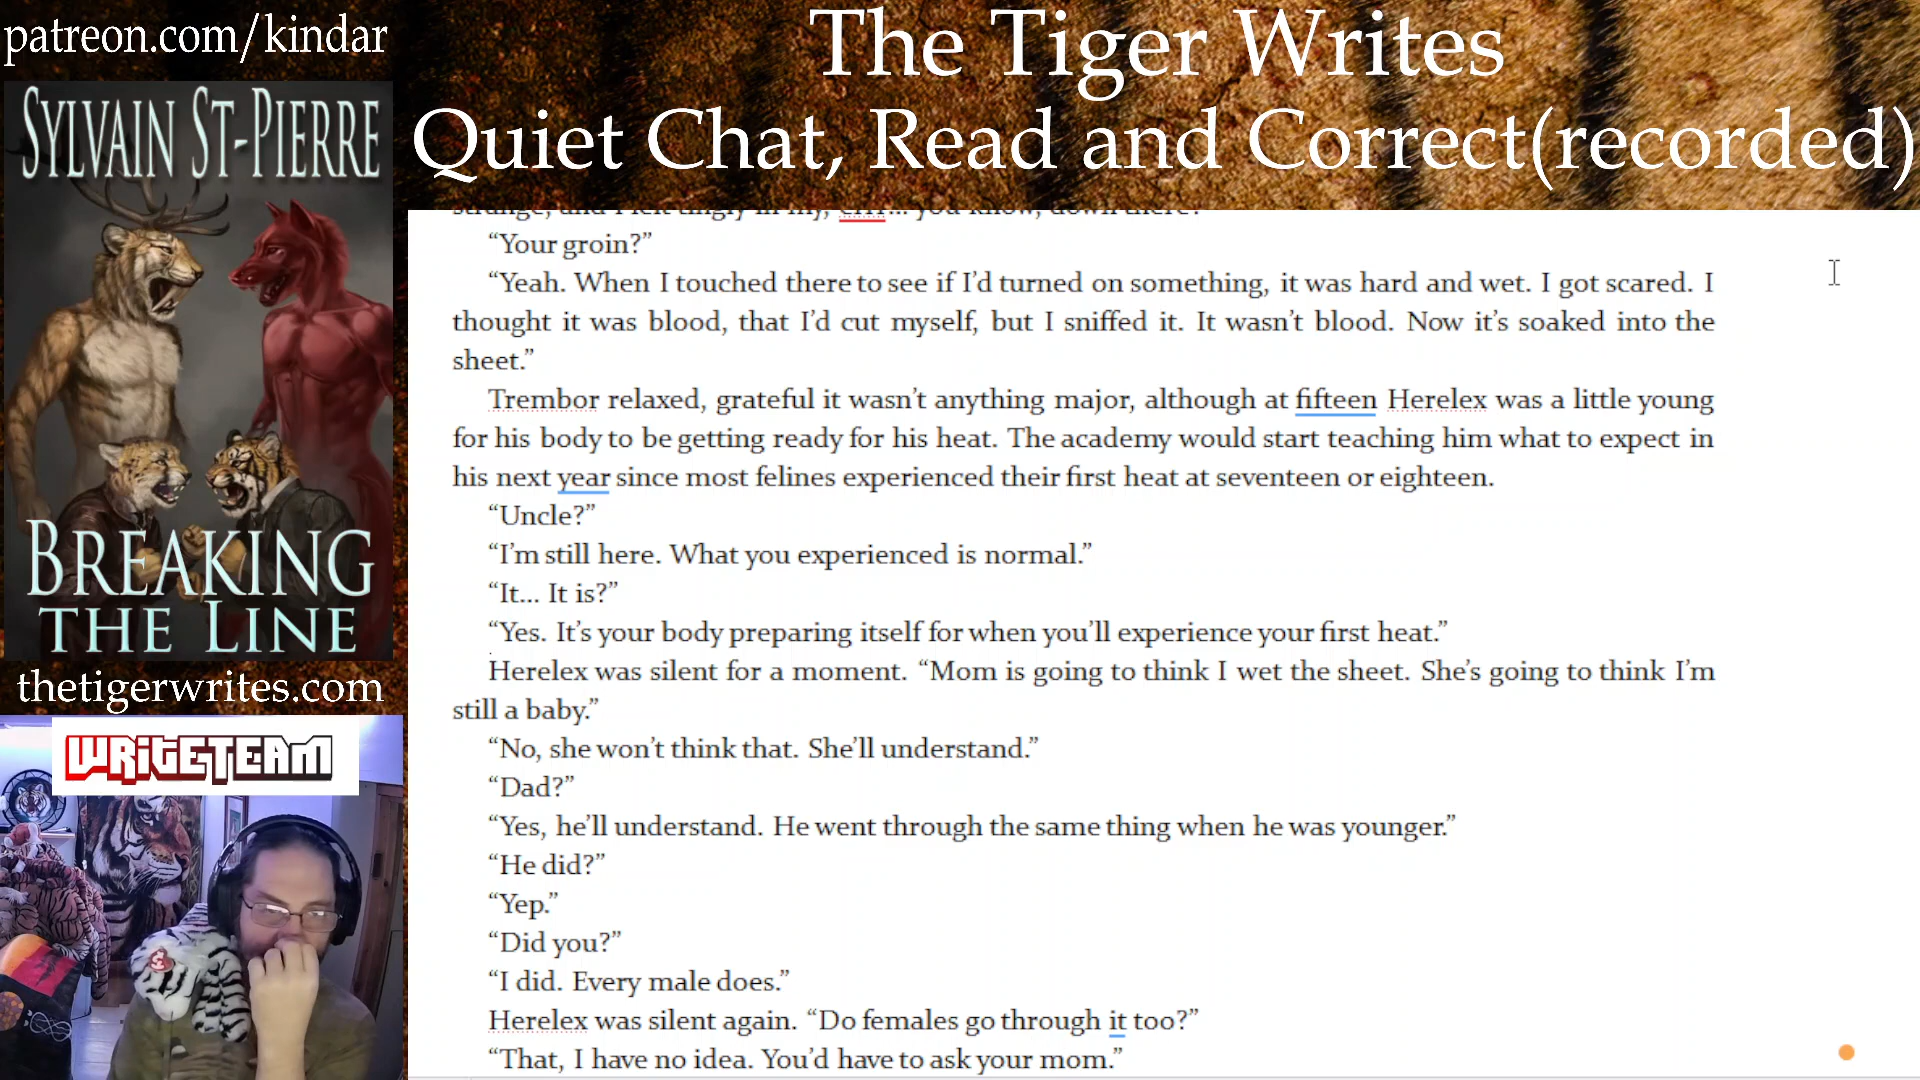 patreon.com/kindar
SYLVAIN ST-PIERRE
BREAKING
THE LINE
thetigerwrites.com
WRITETEAM
The Tiger Writes
Quiet Chat, Read and Correct(recorded)
“Your groin?”
“Yeah. When I touched there to see if I’d turned on something, it was hard and wet. I got scared. I
thought it was blood, that I’d cut myself, but I sniffed it. It wasn’t blood. Now it’s soaked into the
sheet.”
Trembor relaxed, grateful it wasn’t anything major, although at fifteen Herelex was a little young
for his body to be getting ready for his heat. The academy would start teaching him what to expect in
his next year since most felines experienced their first heat at seventeen or eighteen.
“Uncle?”
“I’m still here. What you experienced is normal.”
“It... It is?”
“Yes. It’s your body preparing itself for when you’ll experience your first heat.”
Herelex was silent for a moment. “Mom is going to think I wet the sheet. She’s going to think I’m
still a baby.”
“No, she won’t think that. She’ll understand.”
“Dad?”
“Yes, he’ll understand. He went through the same thing when he was younger.”
“He did?”
“Yep.”
“Did you?”
“I did. Every male does.”
Herelex was silent again. “Do females go through it too?”
“That, I have no idea. You’d have to ask your mom.”